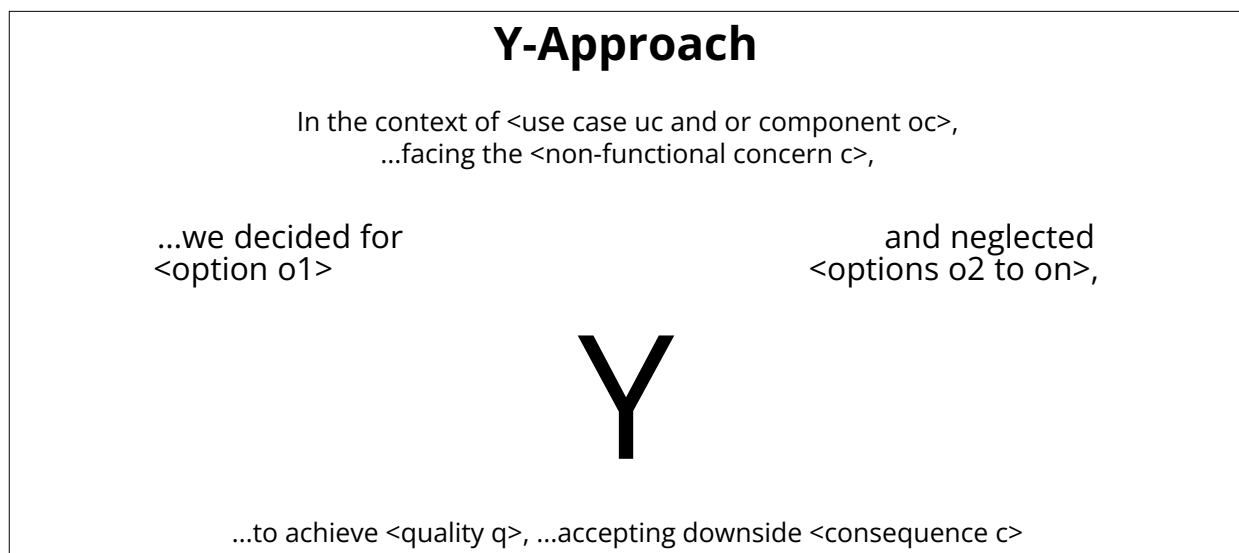 Y-Approach
In the context of <use case uc and or component oc>,
...facing the <non-functional concern c>,
...we decided for
<option o1>
and neglected
<options o2 to on>,
Y
...to achieve <quality q>, ...accepting downside <consequence c>